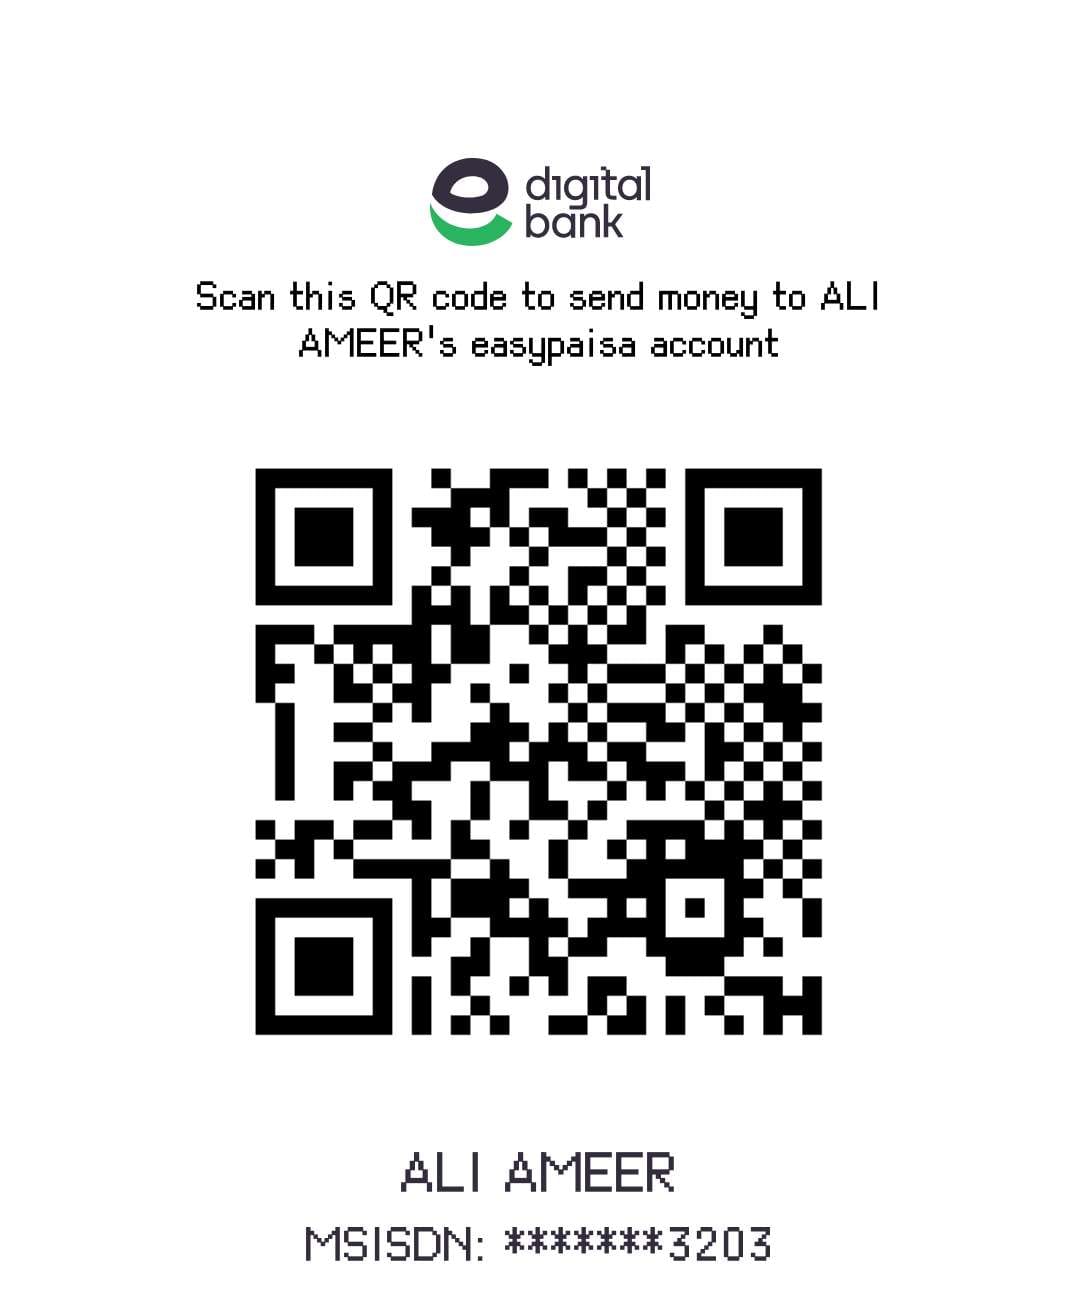 digital
bank
Scan this QR code to send money to ALI
AMEER's easypaisa account
ALI AMEER
MSISDN: *******3203